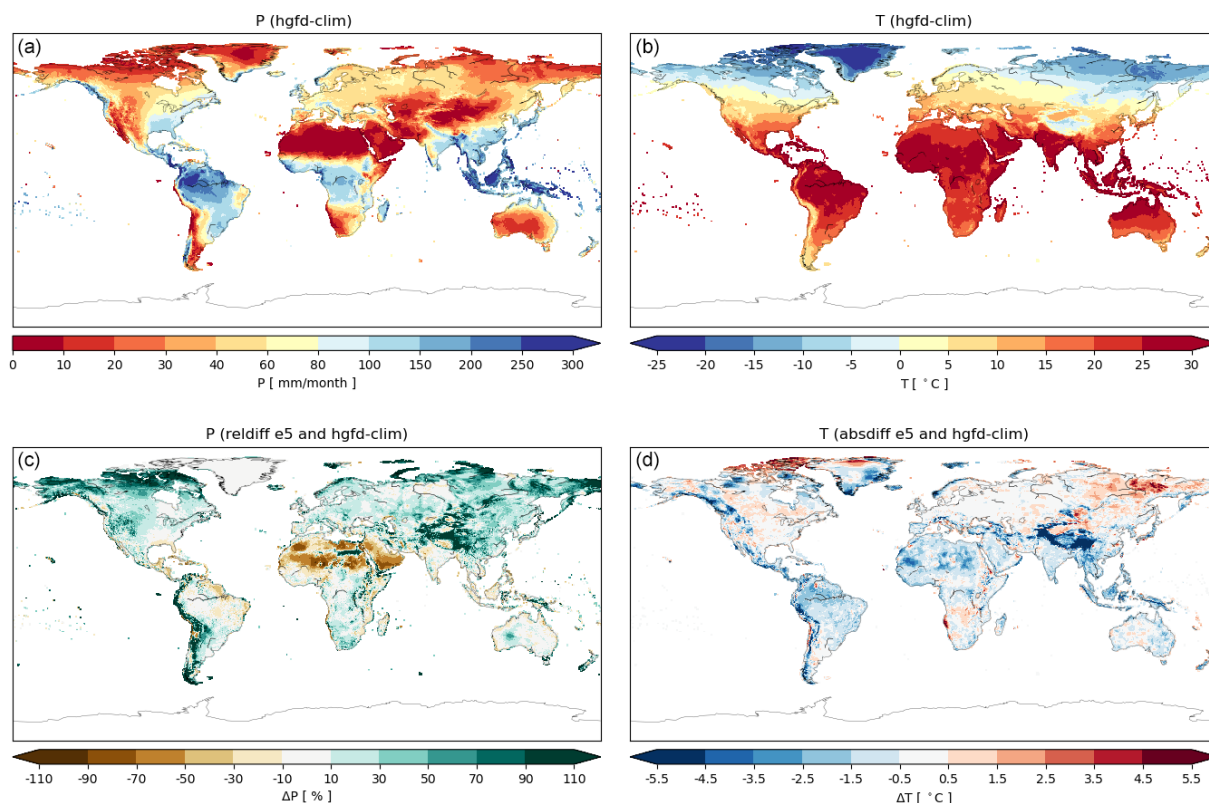 P (hgfd-clim)
(a)
0 10 20 30 40 60 80 100 150 200 250 300
P [ mm/month ]
T (hgfd-clim)
(b)
-25 -20 -15 -10 -5 0 5 10 15 20 25 30
T [ °C ]
P (reldiff e5 and hgfd-clim)
(c)
-110 -90 -70 -50 -30 -10 10 30 50 70 90 110
ΔP [ % ]
T (absdiff e5 and hgfd-clim)
(d)
-5.5 -4.5 -3.5 -2.5 -1.5 -0.5 0.5 1.5 2.5 3.5 4.5 5.5
ΔT [ °C ]